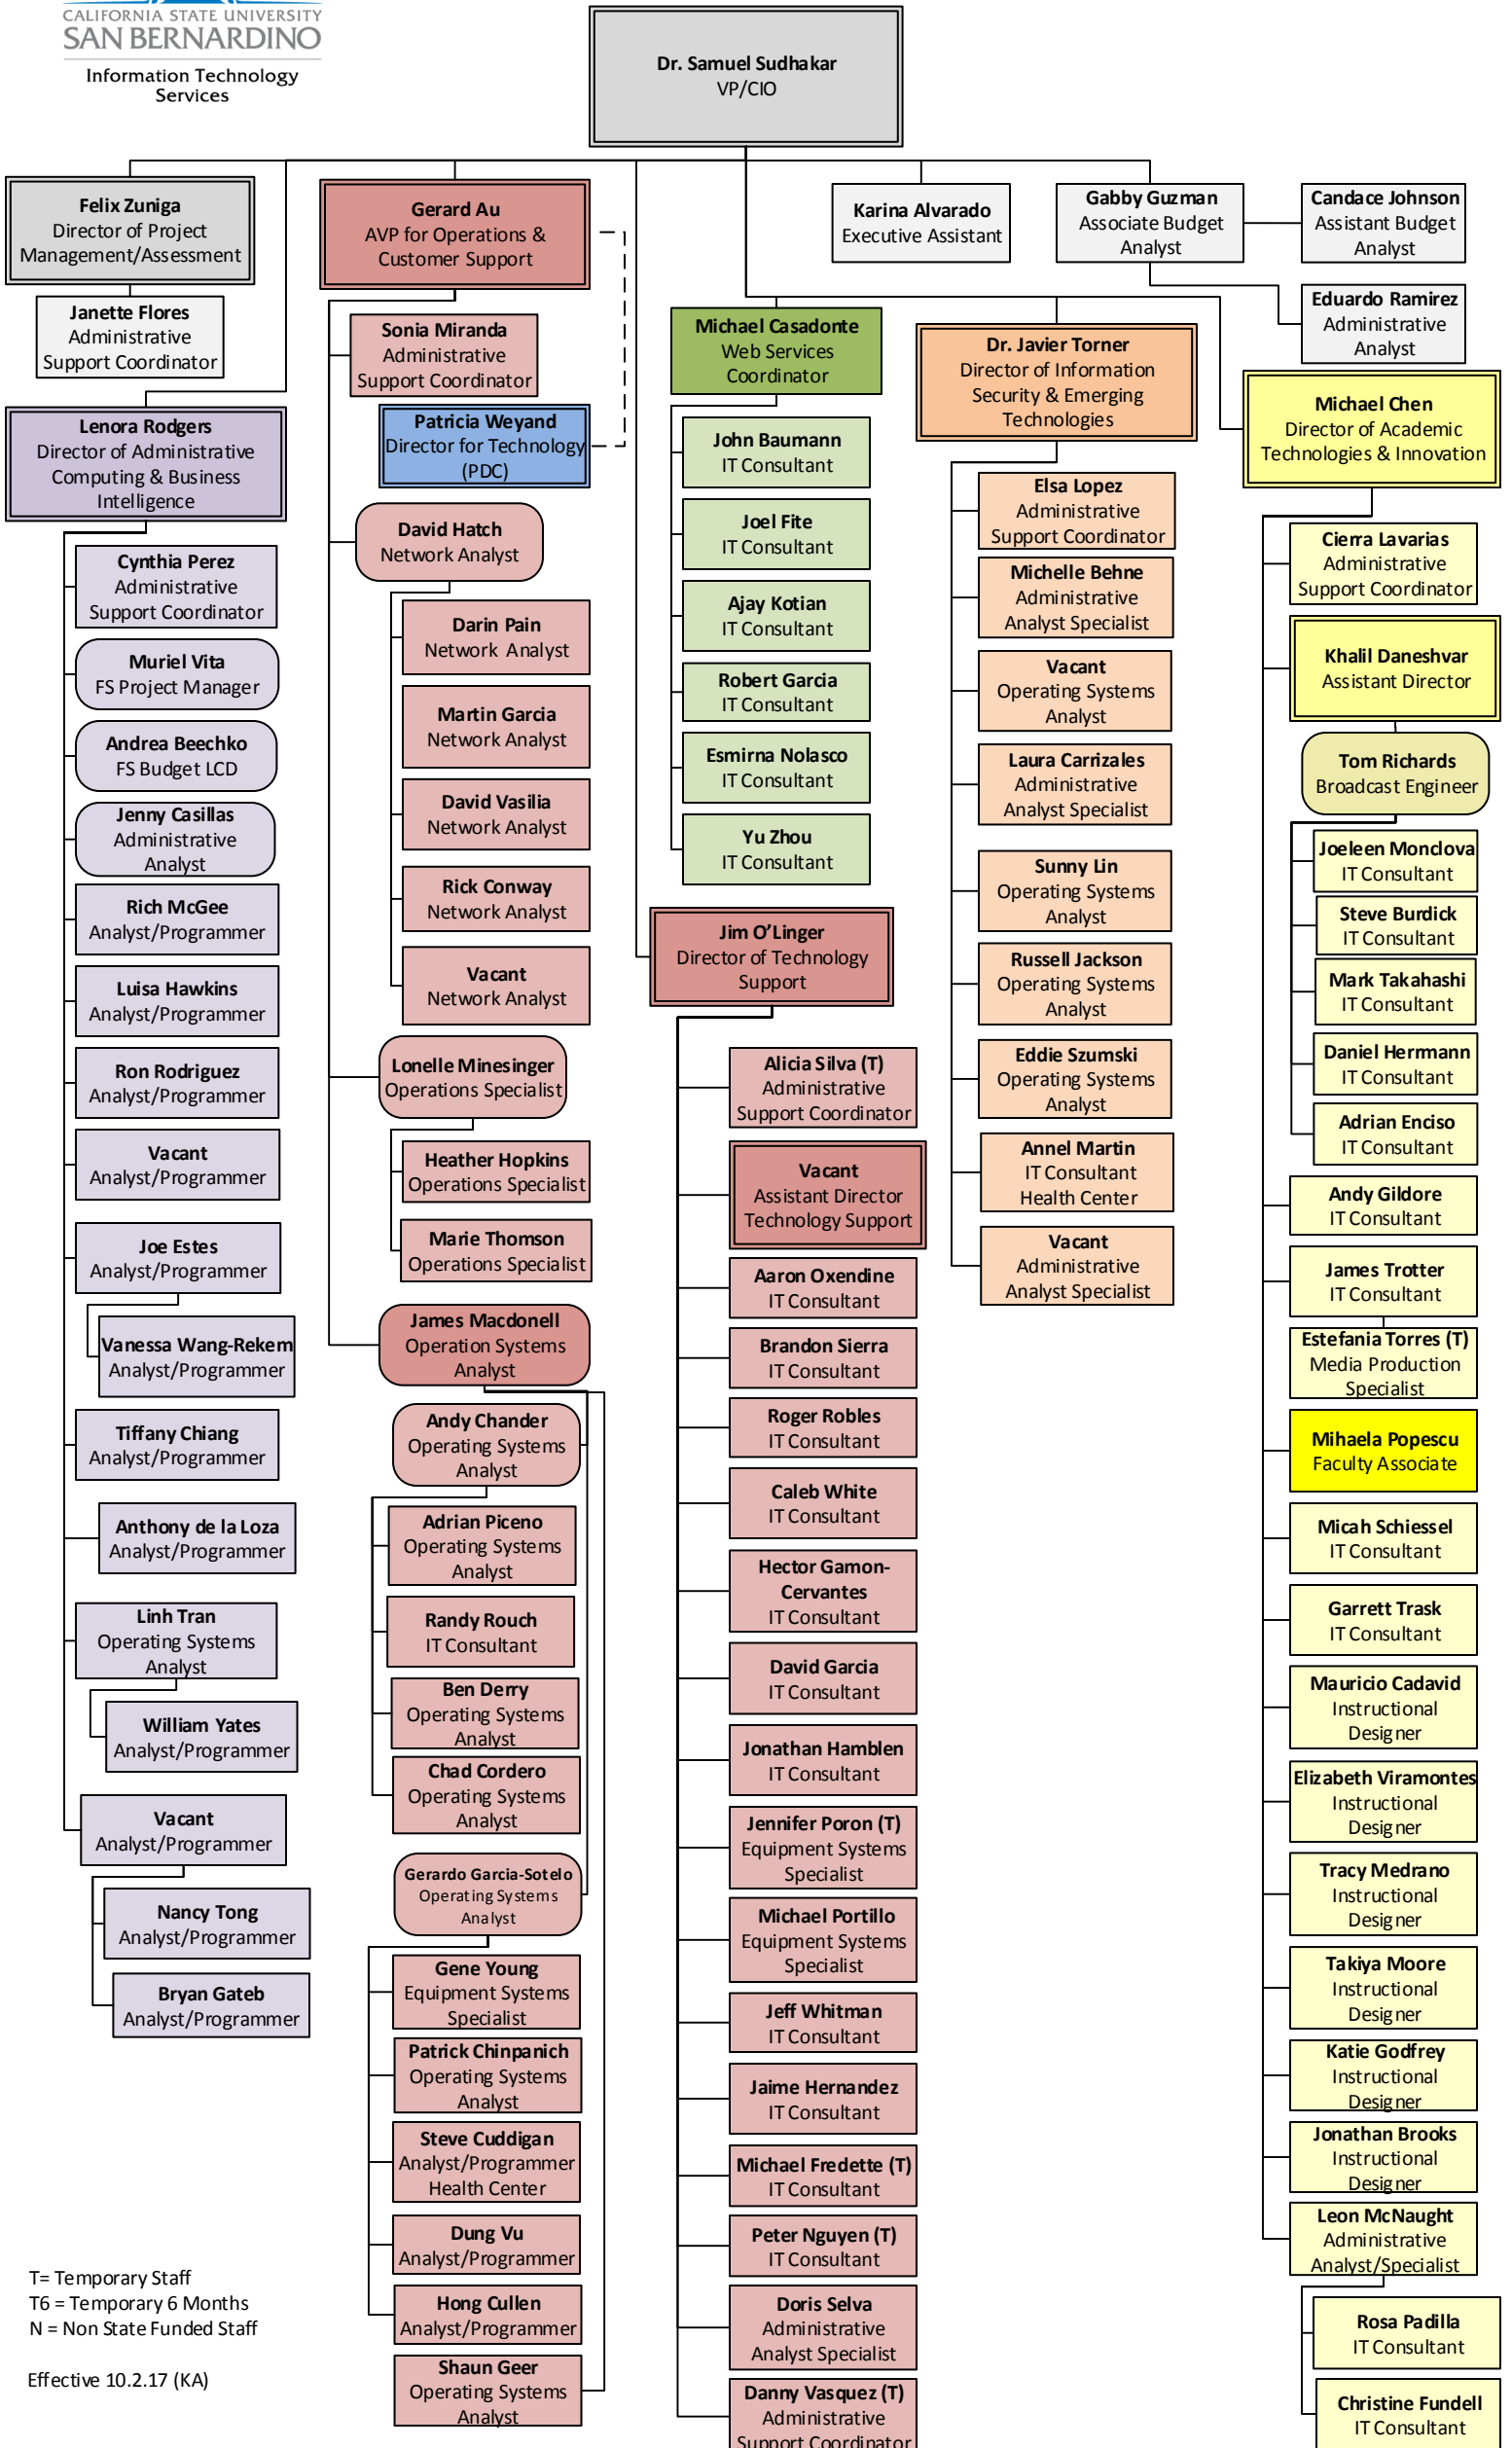 CALIFORNIA STATE UNIVERSITY
SAN BERNARDINO
Information Technology
Services
Dr. Samuel Sudhakar
VP/CIO
Felix Zuniga
Director of Project
Management/Assessment
Janette Flores
Administrative
Support Coordinator
Lenora Rodgers
Director of Administrative
Computing & Business
Intelligence
Cynthia Perez
Administrative
Support Coordinator
Muriel Vita
FS Project Manager
Andrea Beechko
FS Budget LCD
Jenny Casillas
Administrative
Analyst
Rich McGee
Analyst/Programmer
Luisa Hawkins
Analyst/Programmer
Ron Rodriguez
Analyst/Programmer
Vacant
Analyst/Programmer
Joe Estes
Analyst/Programmer
Vanessa Wang-Rekem
Analyst/Programmer
Tiffany Chiang
Analyst/Programmer
Anthony de la Loza
Analyst/Programmer
Linh Tran
Operating Systems
Analyst
William Yates
Analyst/Programmer
Vacant
Analyst/Programmer
Nancy Tong
Analyst/Programmer
Bryan Gateb
Analyst/Programmer
Gerard Au
AVP for Operations &
Customer Support
Sonia Miranda
Administrative
Support Coordinator
Patricia Weyand
Director for Technology
(PDC)
David Hatch
Network Analyst
Darin Pain
Network Analyst
Martin Garcia
Network Analyst
David Vasilia
Network Analyst
Rick Conway
Network Analyst
Vacant
Network Analyst
Lonelle Minesinger
Operations Specialist
Heather Hopkins
Operations Specialist
Marie Thomson
Operations Specialist
James Macdonell
Operation Systems
Analyst
Andy Chander
Operating Systems
Analyst
Adrian Piceno
Operating Systems
Analyst
Randy Rouch
IT Consultant
Ben Derry
Operating Systems
Analyst
Chad Cordero
Operating Systems
Analyst
Gerardo Garcia-Sotelo
Operating Systems
Analyst
Gene Young
Equipment Systems
Specialist
Patrick Chinpanich
Operating Systems
Analyst
Steve Cuddigan
Analyst/Programmer
Health Center
Dung Vu
Analyst/Programmer
Hong Cullen
Analyst/Programmer
Shaun Geer
Operating Systems
Analyst
Karina Alvarado
Executive Assistant
Gabby Guzman
Associate Budget
Analyst
Candace Johnson
Assistant Budget
Analyst
Eduardo Ramirez
Administrative
Analyst
Michael Casadonte
Web Services
Coordinator
John Baumann
IT Consultant
Joel Fite
IT Consultant
Ajay Kotian
IT Consultant
Robert Garcia
IT Consultant
Esmirna Nolasco
IT Consultant
Yu Zhou
IT Consultant
Jim O’Linger
Director of Technology
Support
Alicia Silva (T)
Administrative
Support Coordinator
Vacant
Assistant Director
Technology Support
Aaron Oxendine
IT Consultant
Brandon Sierra
IT Consultant
Roger Robles
IT Consultant
Caleb White
IT Consultant
Hector Gamon-
Cervantes
IT Consultant
David Garcia
IT Consultant
Jonathan Hamblen
IT Consultant
Jennifer Poron (T)
Equipment Systems
Specialist
Michael Portillo
Equipment Systems
Specialist
Jeff Whitman
IT Consultant
Jaime Hernandez
IT Consultant
Michael Fredette (T)
IT Consultant
Peter Nguyen (T)
IT Consultant
Doris Selva
Administrative
Analyst Specialist
Danny Vasquez (T)
Administrative
Support Coordinator
Dr. Javier Torner
Director of Information
Security & Emerging
Technologies
Elsa Lopez
Administrative
Support Coordinator
Michelle Behne
Administrative
Analyst Specialist
Vacant
Operating Systems
Analyst
Laura Carrizales
Administrative
Analyst Specialist
Sunny Lin
Operating Systems
Analyst
Russell Jackson
Operating Systems
Analyst
Eddie Szumski
Operating Systems
Analyst
Annel Martin
IT Consultant
Health Center
Vacant
Administrative
Analyst Specialist
Michael Chen
Director of Academic
Technologies & Innovation
Cierra Lavarias
Administrative
Support Coordinator
Khalil Daneshvar
Assistant Director
Tom Richards
Broadcast Engineer
Joeleen Monclova
IT Consultant
Steve Burdick
IT Consultant
Mark Takahashi
IT Consultant
Daniel Herrmann
IT Consultant
Adrian Enciso
IT Consultant
Andy Gildore
IT Consultant
James Trotter
IT Consultant
Estefania Torres (T)
Media Production
Specialist
Mihaela Popescu
Faculty Associate
Micah Schiessel
IT Consultant
Garrett Trask
IT Consultant
Mauricio Cadavid
Instructional
Designer
Elizabeth Viramontes
Instructional
Designer
Tracy Medrano
Instructional
Designer
Takiya Moore
Instructional
Designer
Katie Godfrey
Instructional
Designer
Jonathan Brooks
Instructional
Designer
Leon McNaught
Administrative
Analyst/Specialist
Rosa Padilla
IT Consultant
Christine Fundell
IT Consultant
T= Temporary Staff
T6 = Temporary 6 Months
N = Non State Funded Staff
Effective 10.2.17 (KA)